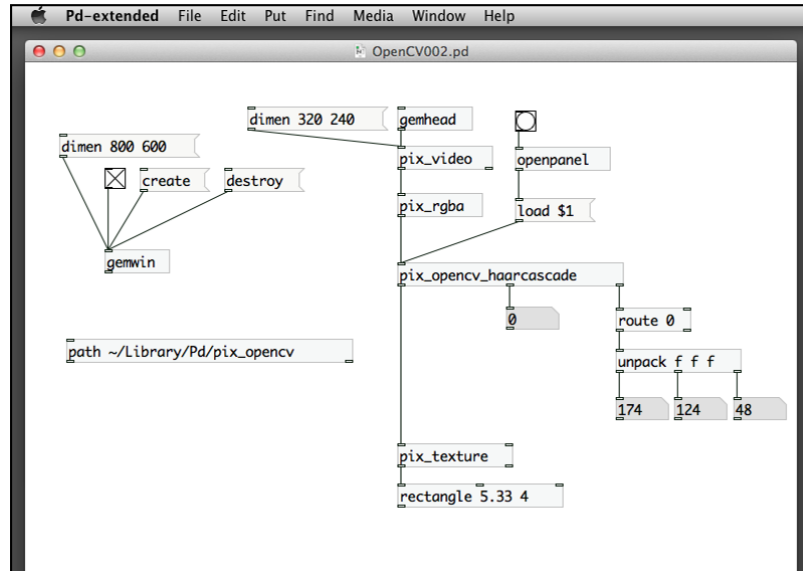 Pd-extended File Edit Put Find Media Window Help
OpenCV002.pd
dimen 320 240
gemhead
dimen 800 600
pix_video
openpanel
create
destroy
pix_rgba
load $1
gemwin
pix_opencv_haarcascade
0
route 0
path ~/Library/Pd/pix_opencv
unpack f f f
174
124
48
pix_texture
rectangle 5.33 4